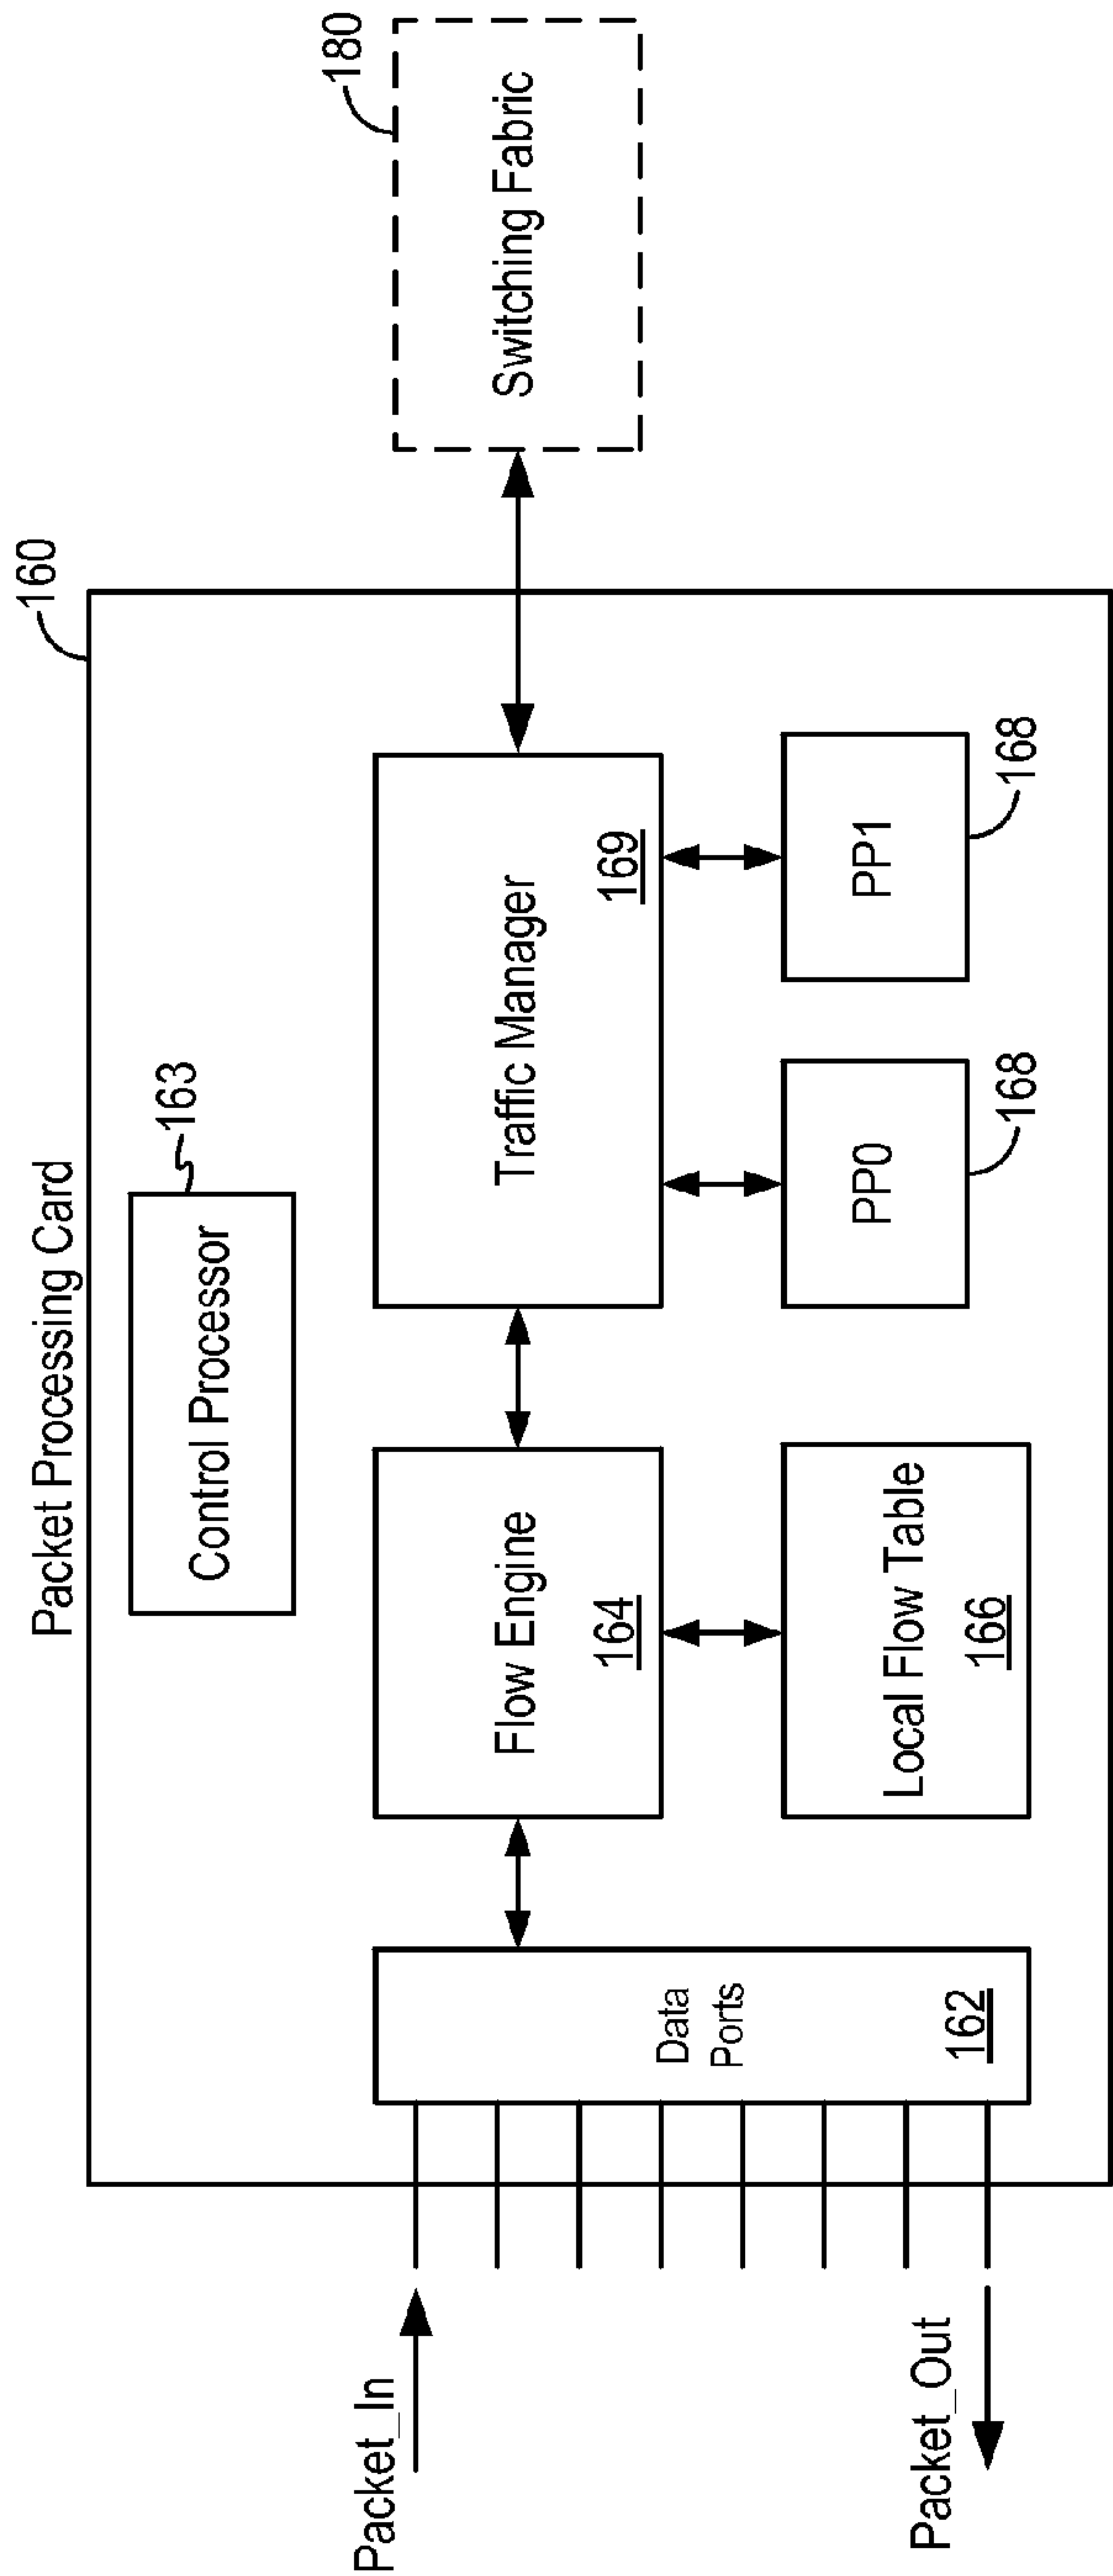 Packet Processing Card
160
180
Control Processor
163
Switching Fabric
Packet_In
Data
Ports
162
Flow Engine
164
Traffic Manager
169
Local Flow Table
166
PP0
168
PP1
168
Packet_Out